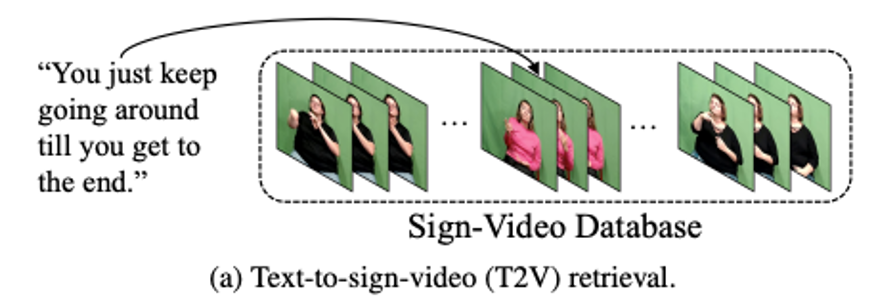 “You just keep
going around
till you get to
the end.”
... ...
Sign-Video Database
(a) Text-to-sign-video (T2V) retrieval.